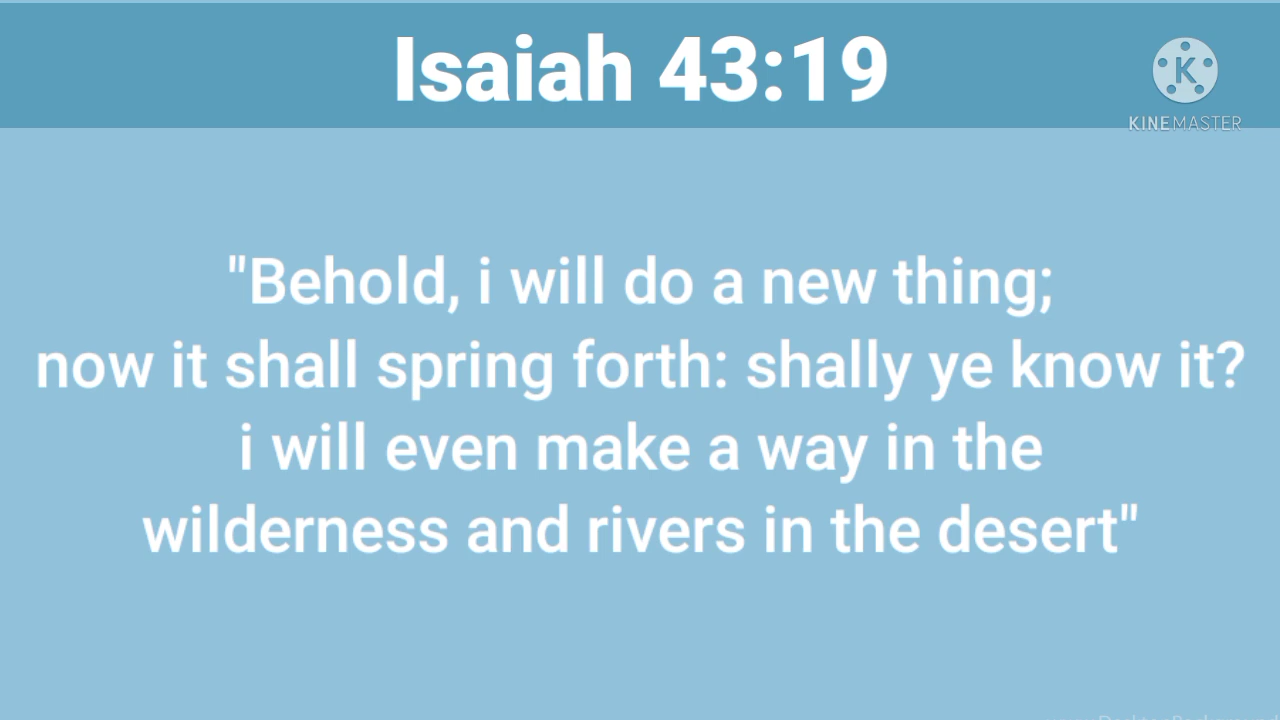 Isaiah 43:19
KINEMASTER
"Behold, i will do a new thing;
now it shall spring forth: shally ye know it?
i will even make a way in the
wilderness and rivers in the desert"